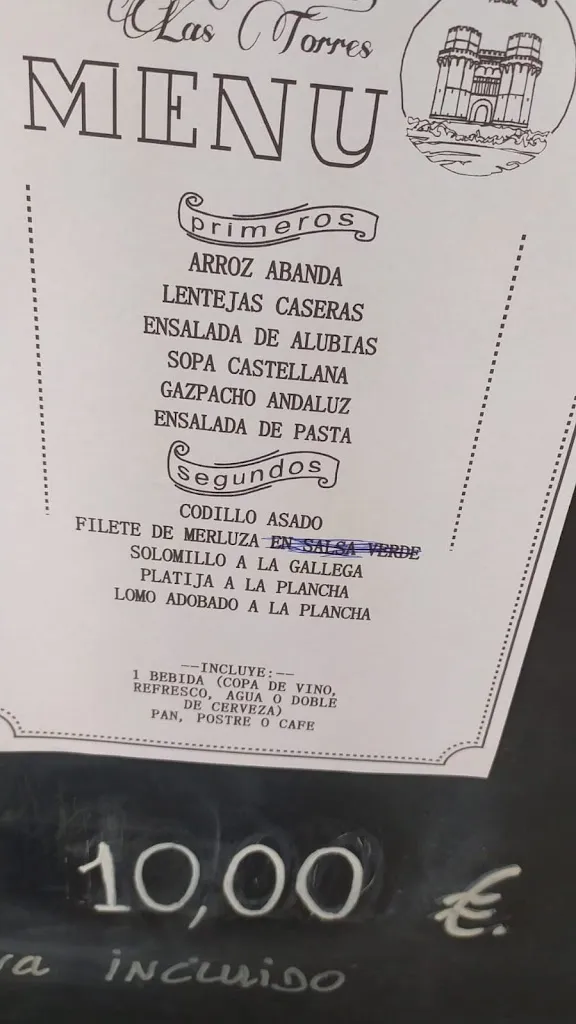 Las Torres
MENU
primeros
ARROZ ABANDA
LENTEJAS CASERAS
ENSALADA DE ALUBIAS
SOPA CASTELLANA
GAZPACHO ANDALUZ
ENSALADA DE PASTA
segundos
CODILLO ASADO
FILETE DE MERLUZA EN SALSA VERDE
SOLOMILLO A LA GALLEGA
PLATIJA A LA PLANCHA
LOMO ADOBADO A LA PLANCHA
--INCLUYE:--
1 BEBIDA (COPA DE VINO,
REFRESCO, AGUA O DOBLE
DE CERVEZA)
PAN, POSTRE O CAFE
10,00 €.
INCLUIDO